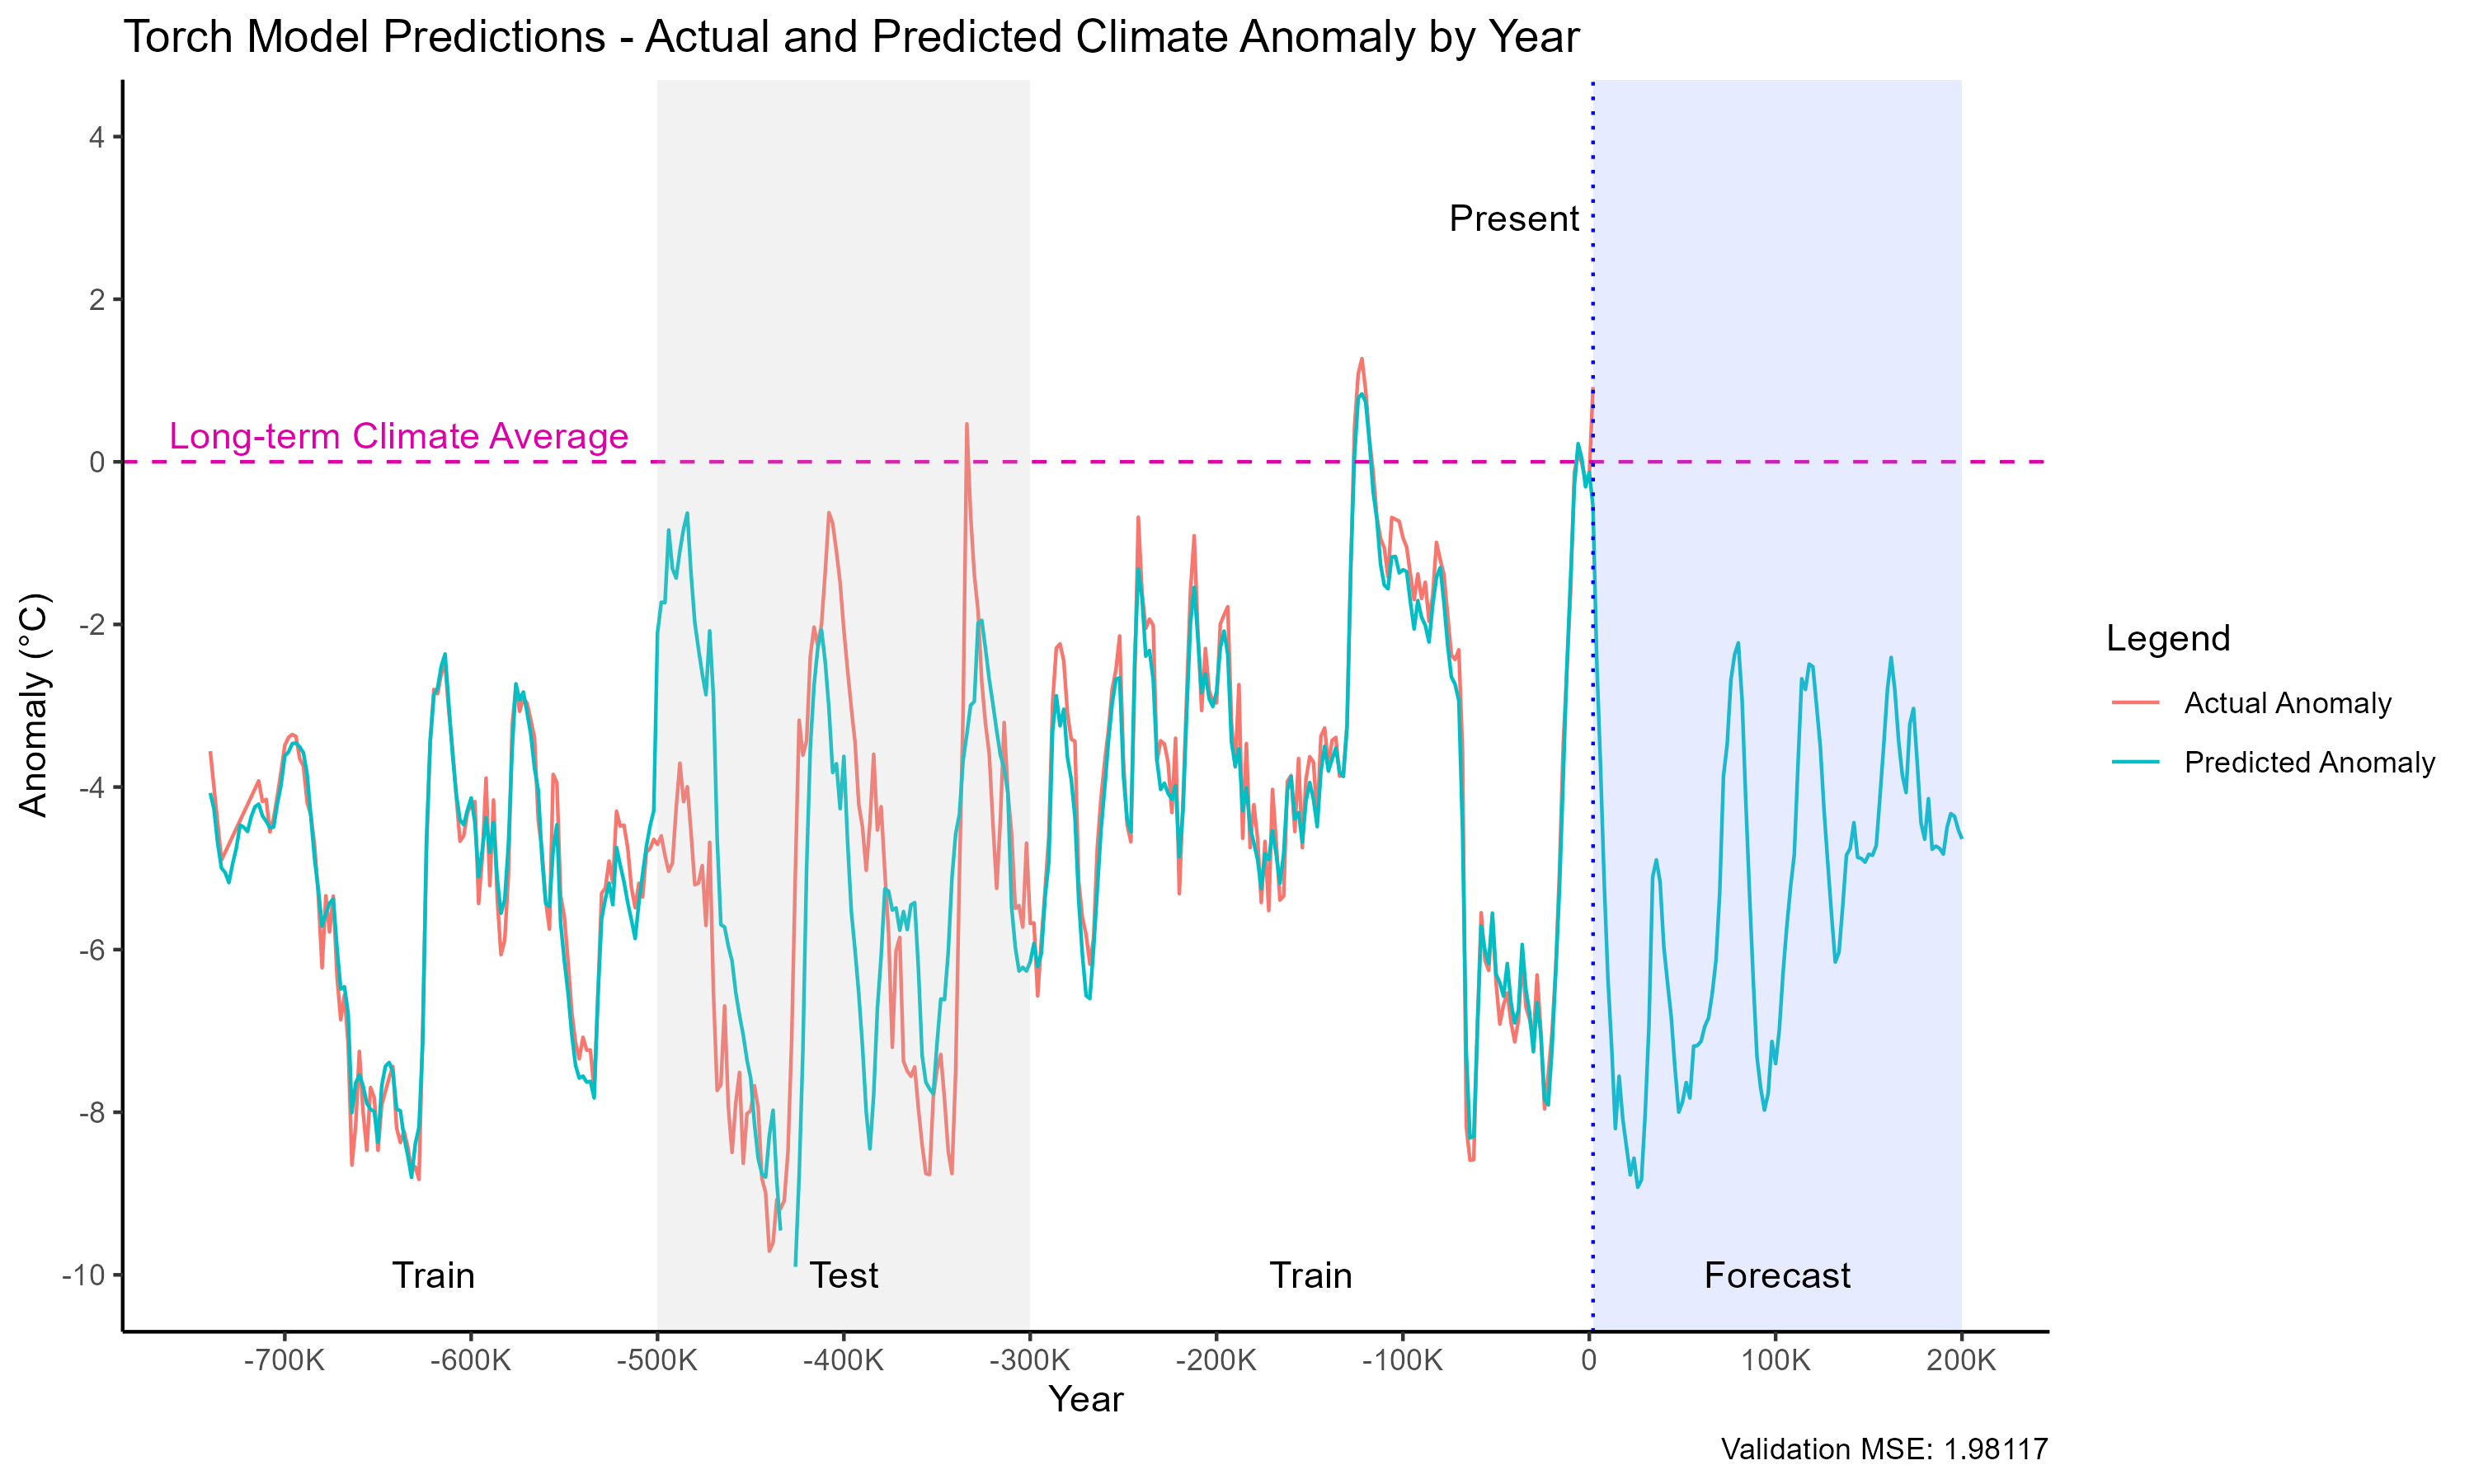 Torch Model Predictions - Actual and Predicted Climate Anomaly by Year
4
Present
2
Long-term Climate Average
0
Anomaly (°C)
-2
Legend
Actual Anomaly
Predicted Anomaly
-4
-6
-8
-10
Train
Test
Train
Forecast
-700K
-600K
-500K
-400K
-300K
-200K
-100K
0
100K
200K
Year
Validation MSE: 1.98117